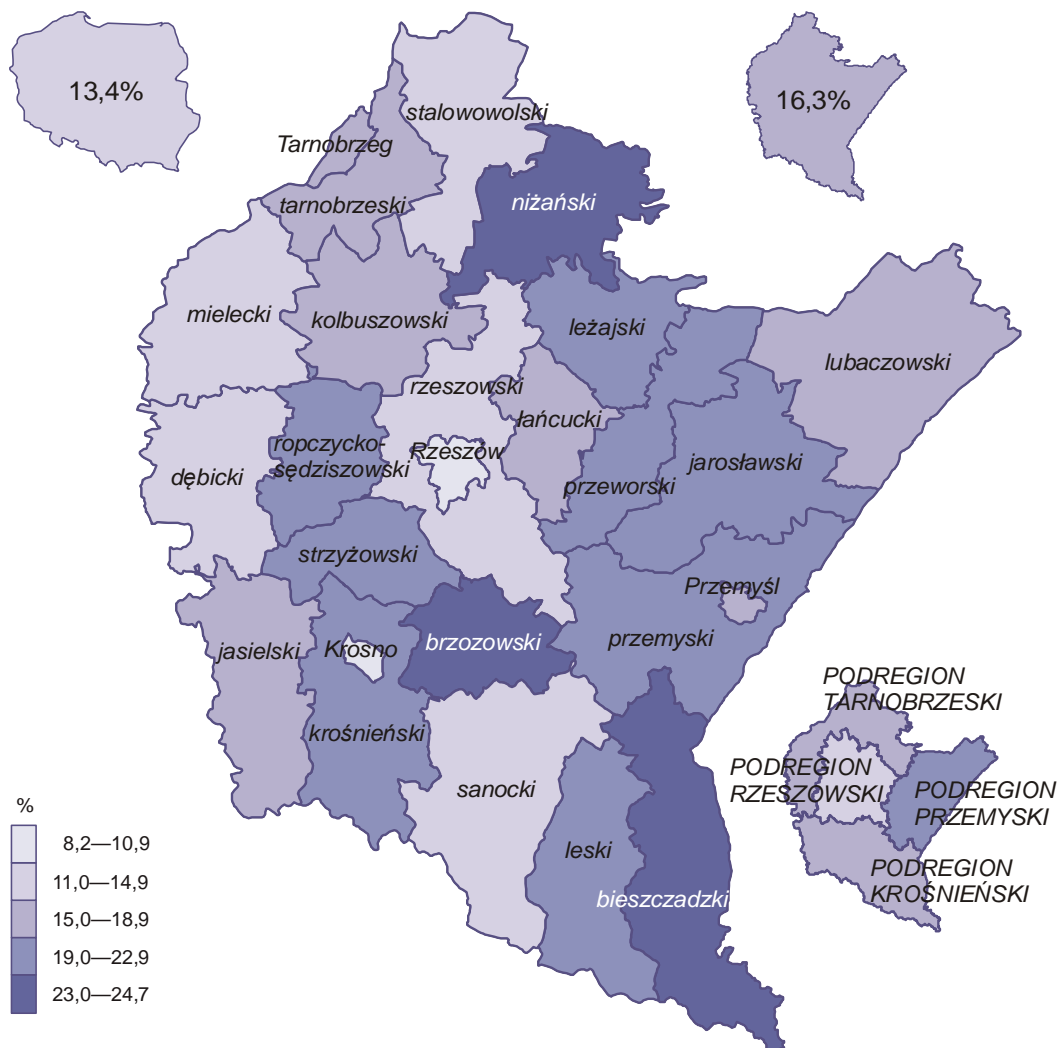 13,4%
16,3%
stalowowolski
Tarnobrzeg
tarnobrzeski
niżański
mielecki
kolbuszowski
leżajski
lubaczowski
rzeszowski
łańcucki
ropczycko-
sędziszowski
Rzeszów
dębicki
przeworski
jarosławski
strzyżowski
Przemyśl
przemyski
jasielski
Krosno
brzozowski
krośnieński
sanocki
leski
bieszczadzki
PODREGION
TARNOBRZESKI
PODREGION
RZESZOWSKI
PODREGION
PRZEMYSKI
PODREGION
KROŚNIEŃSKI
%
8,2—10,9
11,0—14,9
15,0—18,9
19,0—22,9
23,0—24,7